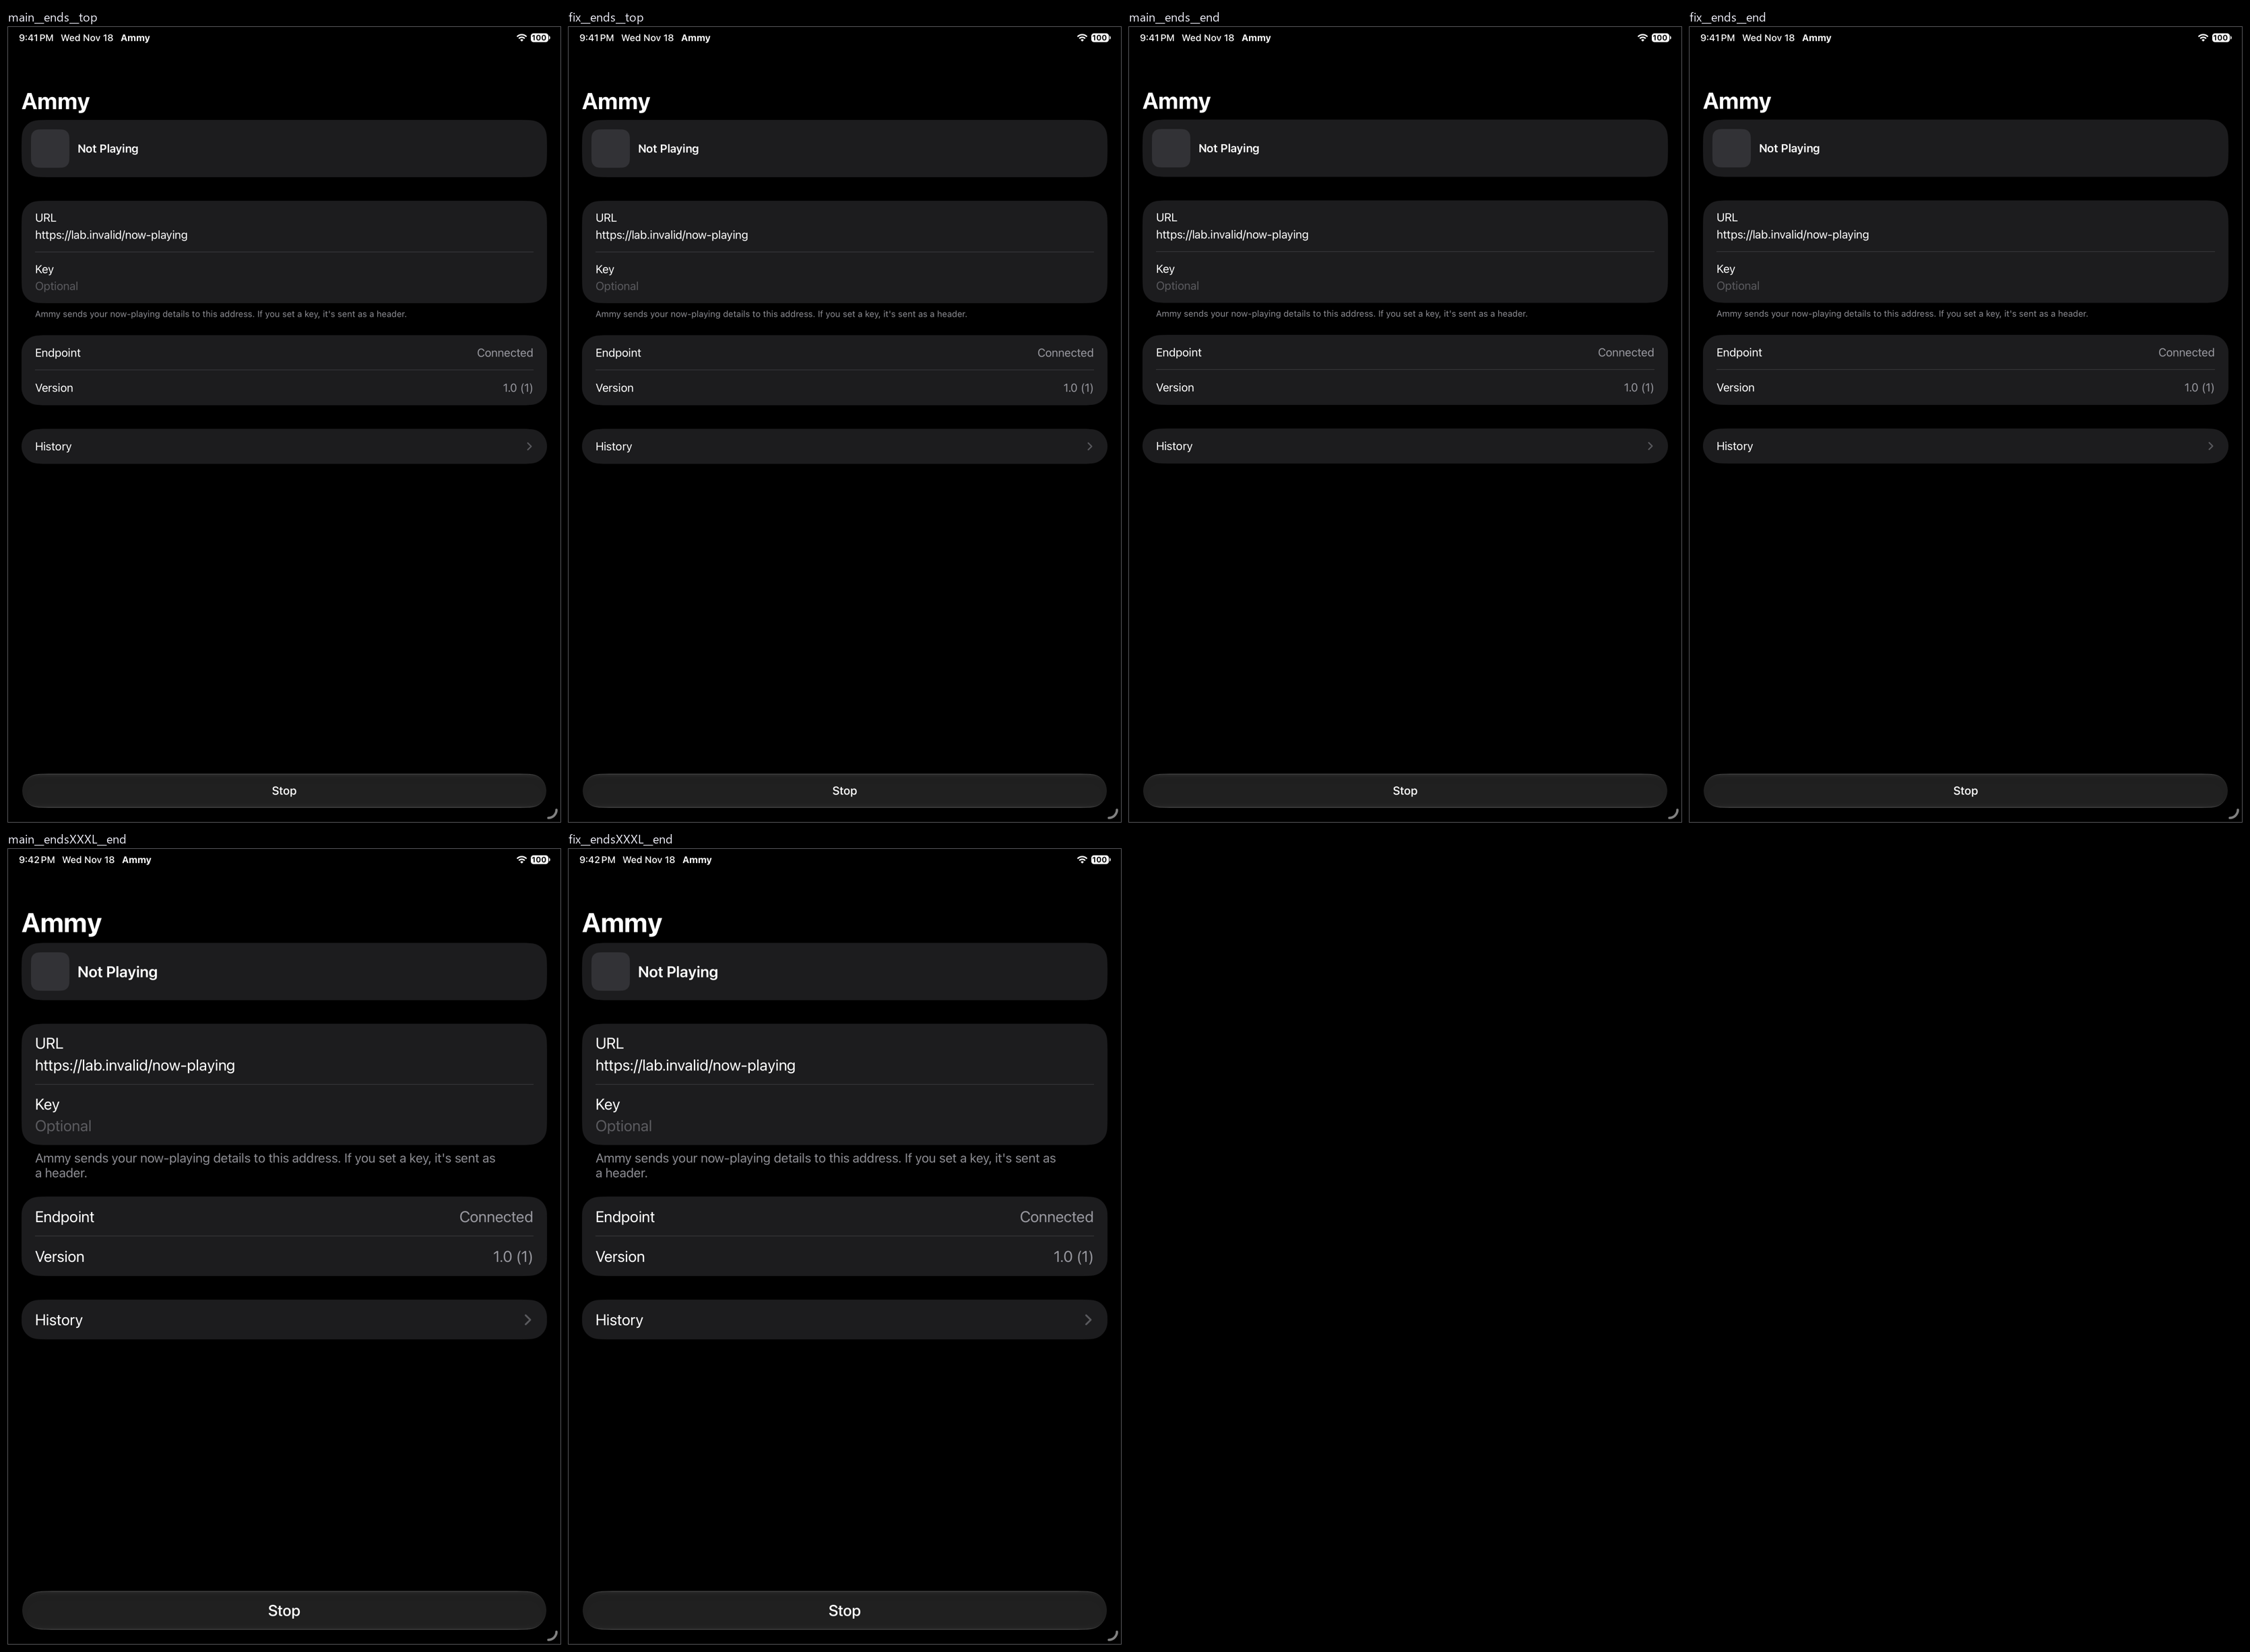 main__ends__top
9:41 PM Wed Nov 18 Ammy
100
Ammy
Not Playing
URL
https://lab.invalid/now-playing
Key
Optional
Ammy sends your now-playing details to this address. If you set a key, it's sent as a header.
Endpoint Connected
Version 1.0 (1)
History
Stop
fix__ends__top
9:41 PM Wed Nov 18 Ammy
100
Ammy
Not Playing
URL
https://lab.invalid/now-playing
Key
Optional
Ammy sends your now-playing details to this address. If you set a key, it's sent as a header.
Endpoint Connected
Version 1.0 (1)
History
Stop
main__ends__end
9:41 PM Wed Nov 18 Ammy
100
Ammy
Not Playing
URL
https://lab.invalid/now-playing
Key
Optional
Ammy sends your now-playing details to this address. If you set a key, it's sent as a header.
Endpoint Connected
Version 1.0 (1)
History
Stop
fix__ends__end
9:41 PM Wed Nov 18 Ammy
100
Ammy
Not Playing
URL
https://lab.invalid/now-playing
Key
Optional
Ammy sends your now-playing details to this address. If you set a key, it's sent as a header.
Endpoint Connected
Version 1.0 (1)
History
Stop
main__endsXXXL__end
9:42 PM Wed Nov 18 Ammy
100
Ammy
Not Playing
URL
https://lab.invalid/now-playing
Key
Optional
Ammy sends your now-playing details to this address. If you set a key, it's sent as
a header.
Endpoint Connected
Version 1.0 (1)
History
Stop
fix__endsXXXL__end
9:42 PM Wed Nov 18 Ammy
100
Ammy
Not Playing
URL
https://lab.invalid/now-playing
Key
Optional
Ammy sends your now-playing details to this address. If you set a key, it's sent as
a header.
Endpoint Connected
Version 1.0 (1)
History
Stop